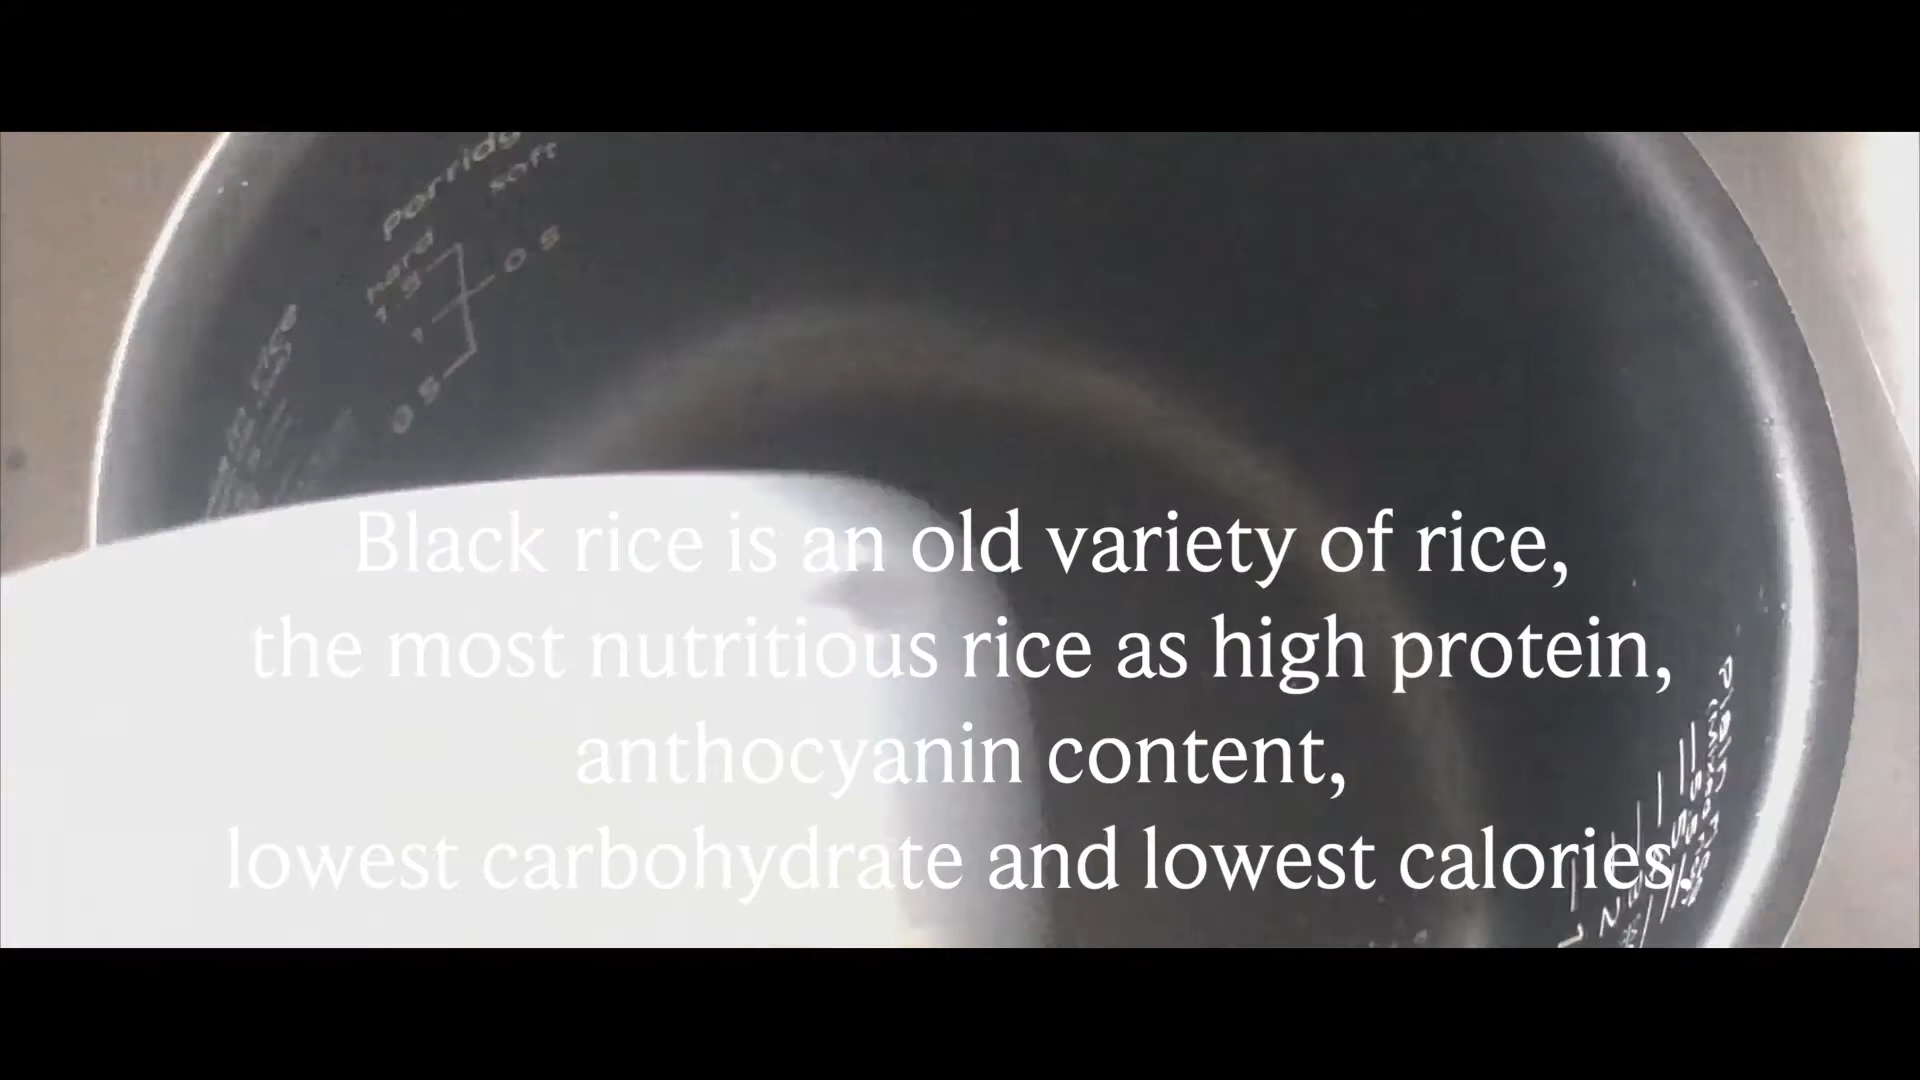 porridge
soft
hard
1.5
0.5
1
0.5
Black rice is an old variety of rice,
the most nutritious rice as high protein,
anthocyanin content,
lowest carbohydrate and lowest calories.